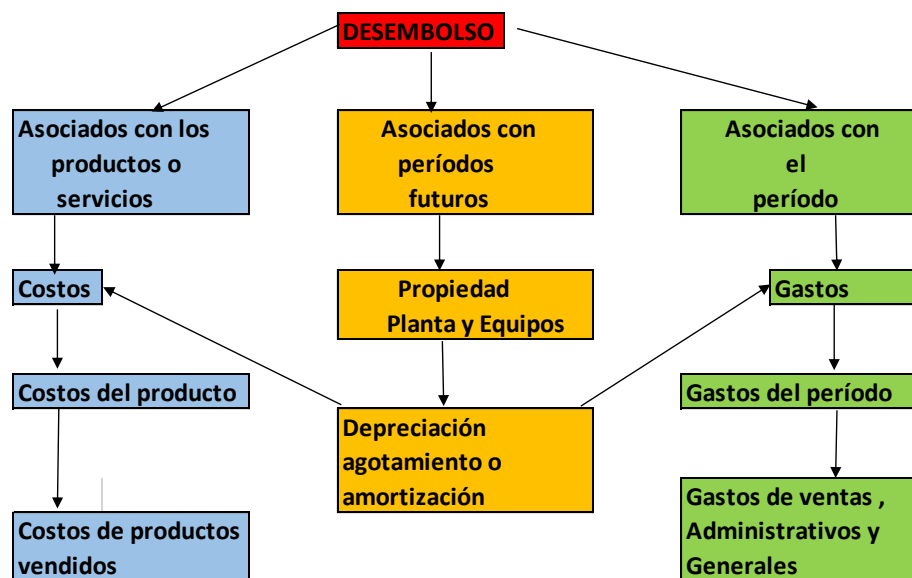 DESEMBOLSO
Asociados con los
productos o
servicios
Asociados con
períodos
futuros
Asociados con
el
período
Costos
Propiedad
Planta y Equipos
Gastos
Costos del producto
Depreciación
agotamiento o
amortización
Gastos del período
Costos de productos
vendidos
Gastos de ventas ,
Administrativos y
Generales